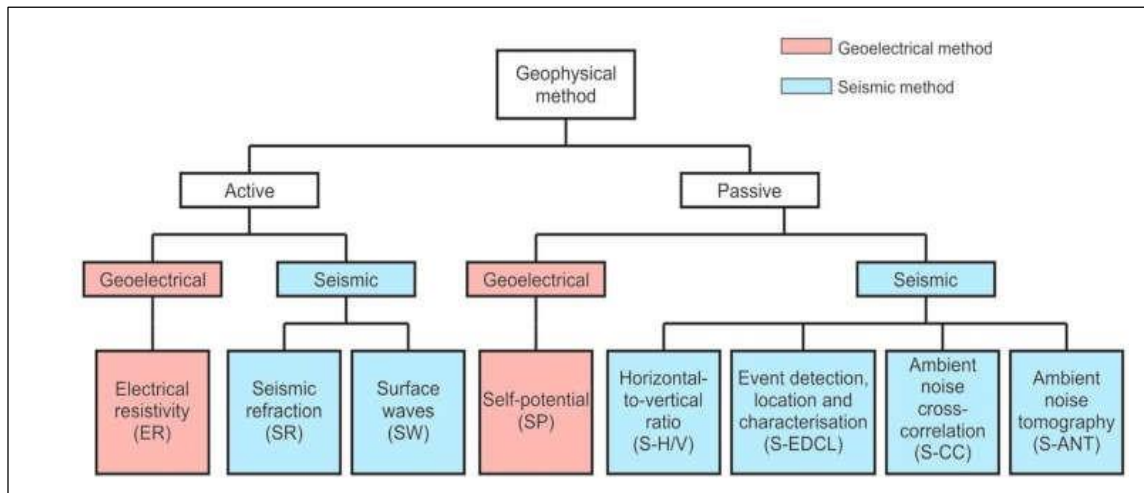 Geoelectrical method
Seismic method
Geophysical
method
Active
Passive
Geoelectrical
Seismic
Geoelectrical
Seismic
Electrical
resistivity
(ER)
Seismic
refraction
(SR)
Surface
waves
(SW)
Self-potential
(SP)
Horizontal-
to-vertical
ratio
(S-H/V)
Event detection,
location and
characterisation
(S-EDCL)
Ambient
noise
cross-
correlation
(S-CC)
Ambient
noise
tomography
(S-ANT)